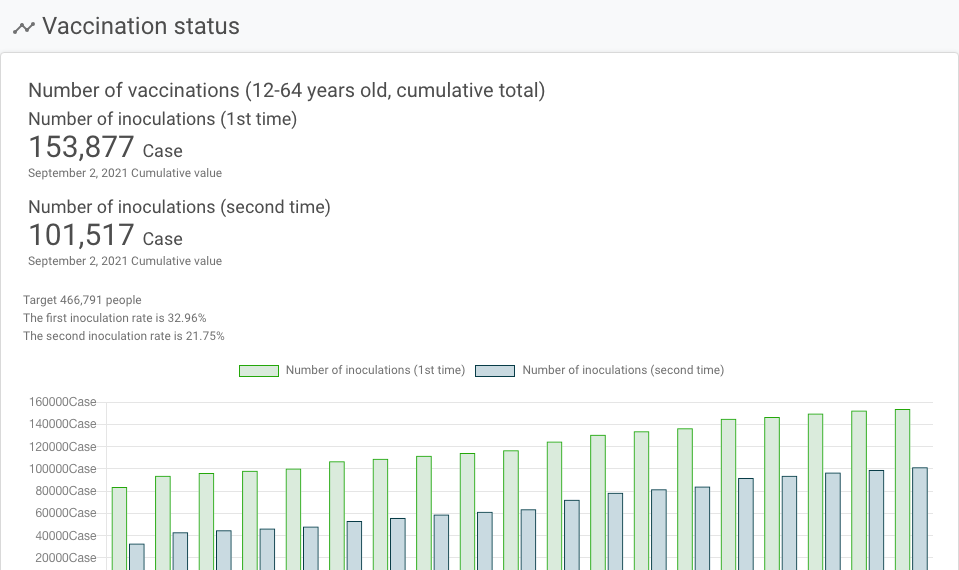 Vaccination status
Number of vaccinations (12-64 years old, cumulative total)
Number of inoculations (1st time)
153,877 Case
September 2, 2021 Cumulative value
Number of inoculations (second time)
101,517 Case
September 2, 2021 Cumulative value
Target 466,791 people
The first inoculation rate is 32.96%
The second inoculation rate is 21.75%
Number of inoculations (1st time) Number of inoculations (second time)
160000Case
140000Case
120000Case
100000Case
80000Case
60000Case
40000Case
20000Case